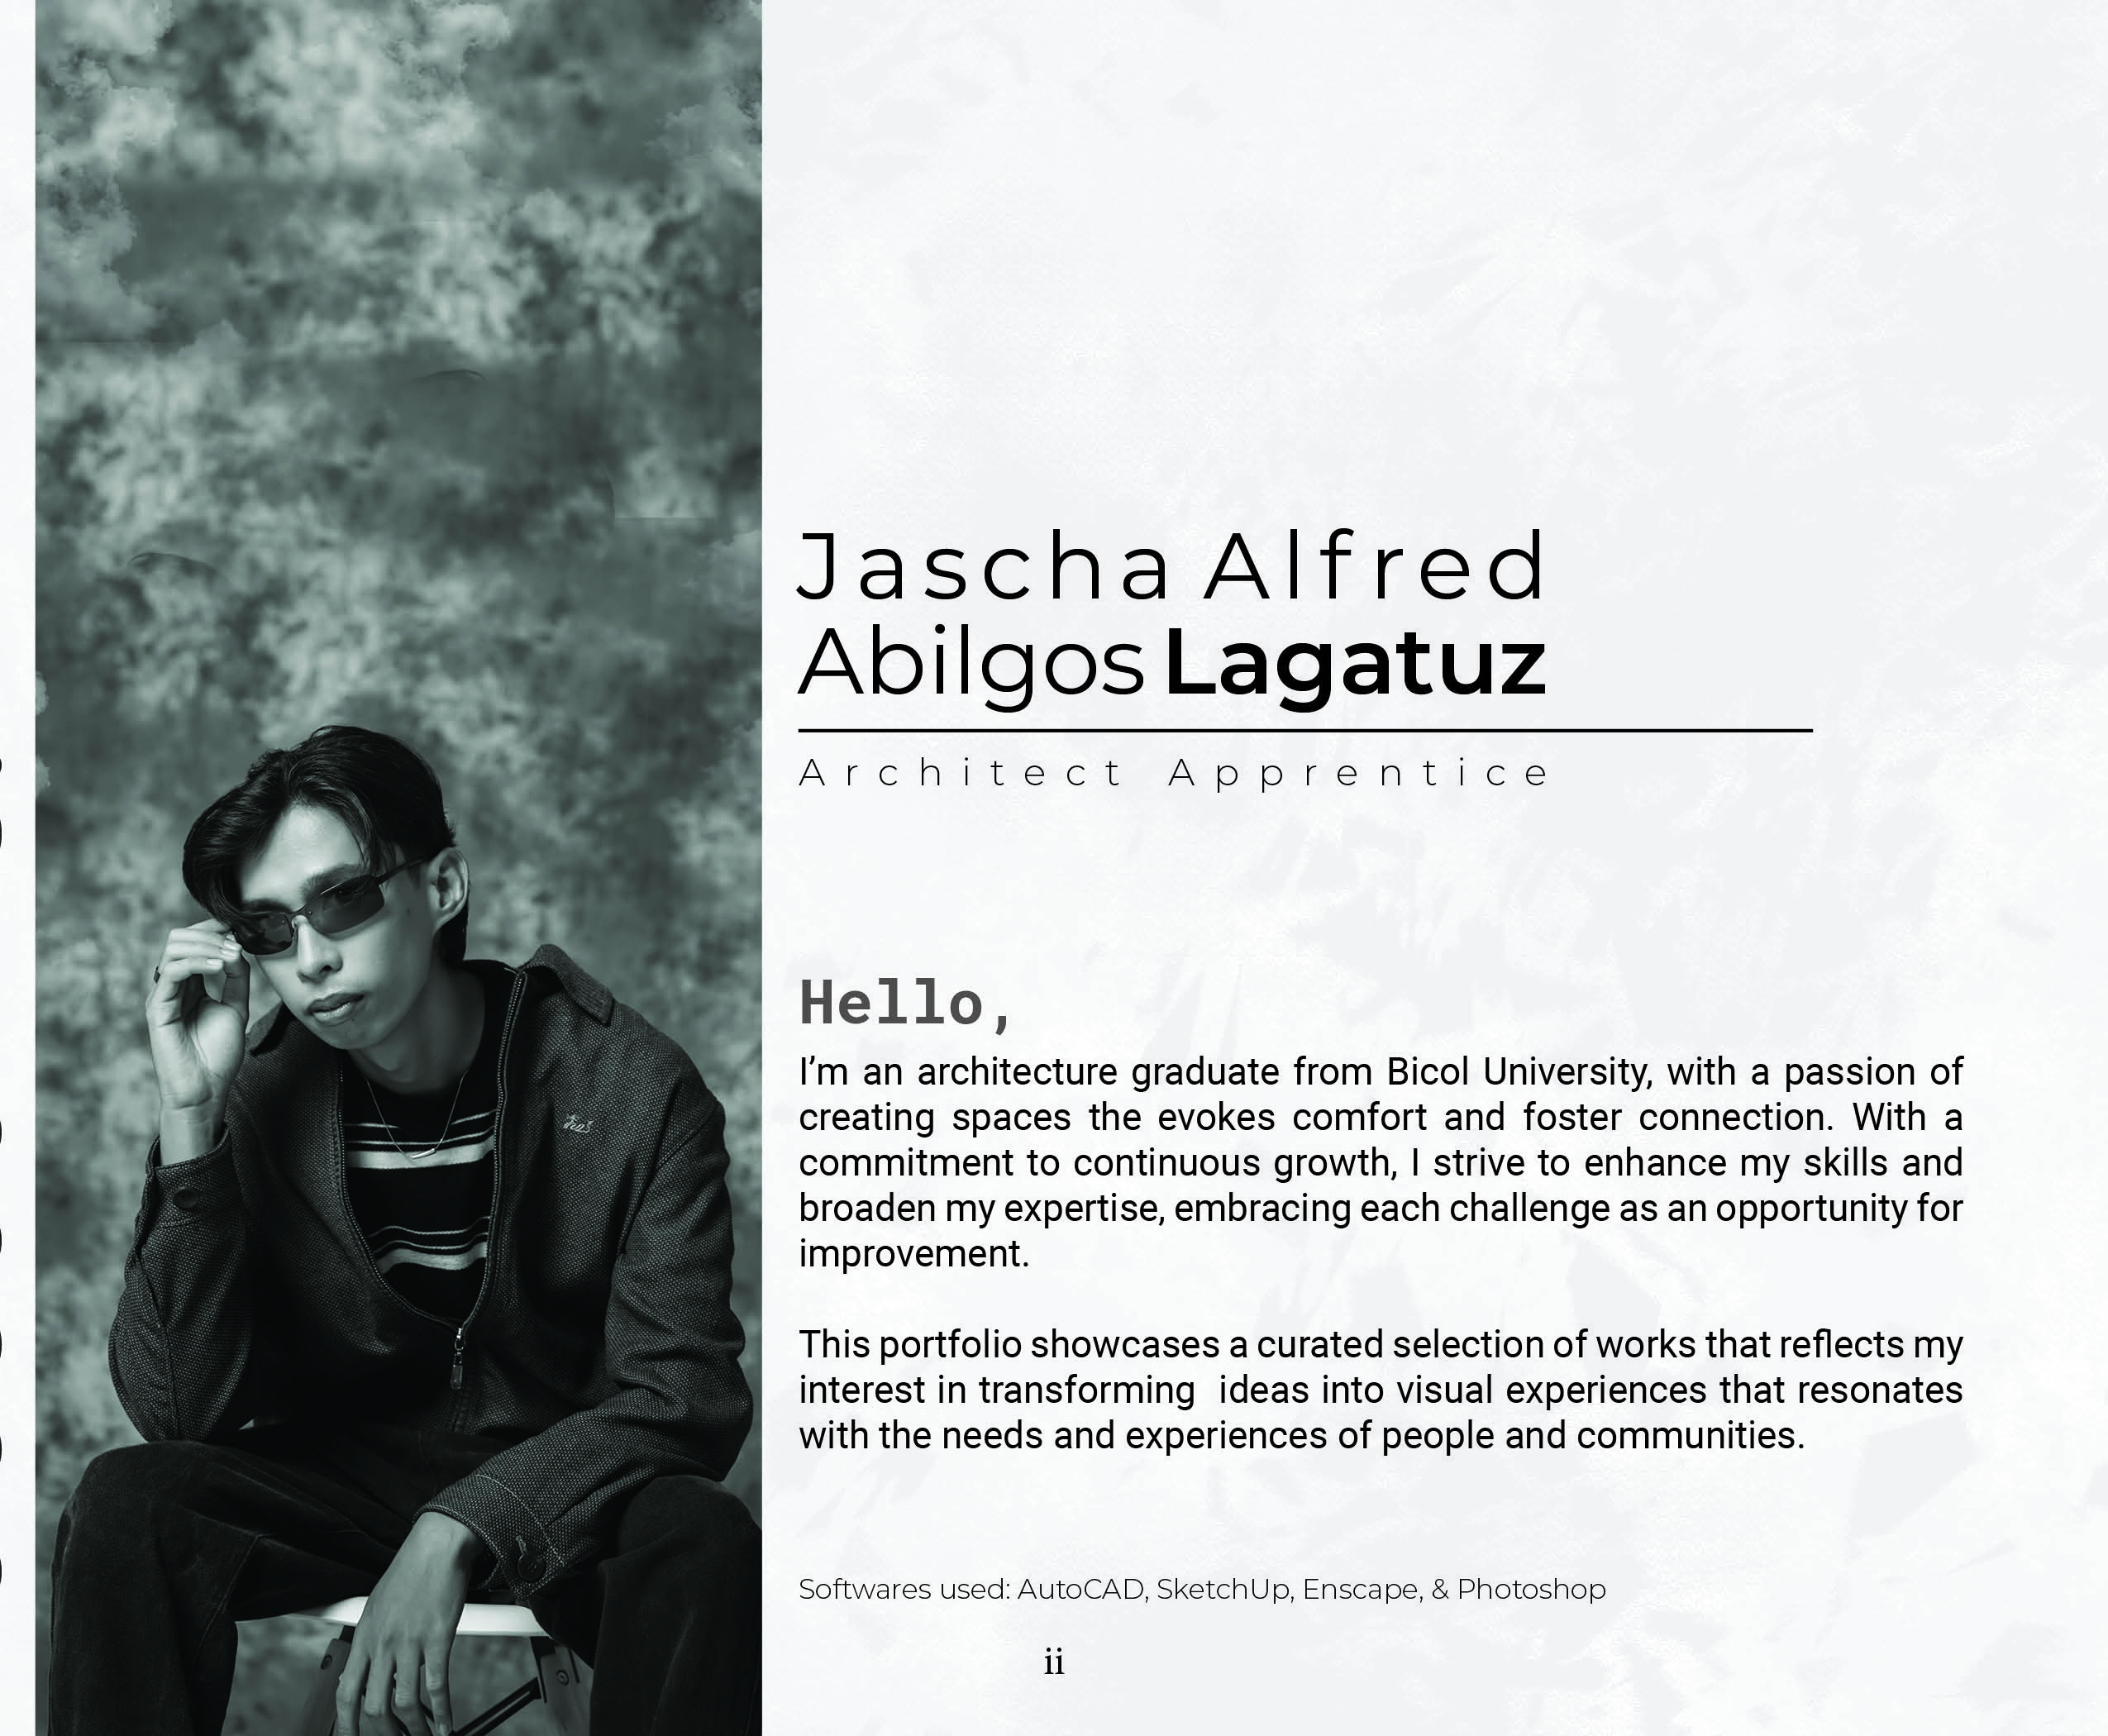 Jascha Alfred
Abilgos Lagatuz
Architect Apprentice
Hello,
I’m an architecture graduate from Bicol University, with a passion of
creating spaces the evokes comfort and foster connection. With a
commitment to continuous growth, I strive to enhance my skills and
broaden my expertise, embracing each challenge as an opportunity for
improvement.
This portfolio showcases a curated selection of works that reflects my
interest in transforming  ideas into visual experiences that resonates
with the needs and experiences of people and communities.
Softwares used: AutoCAD, SketchUp, Enscape, & Photoshop
ii